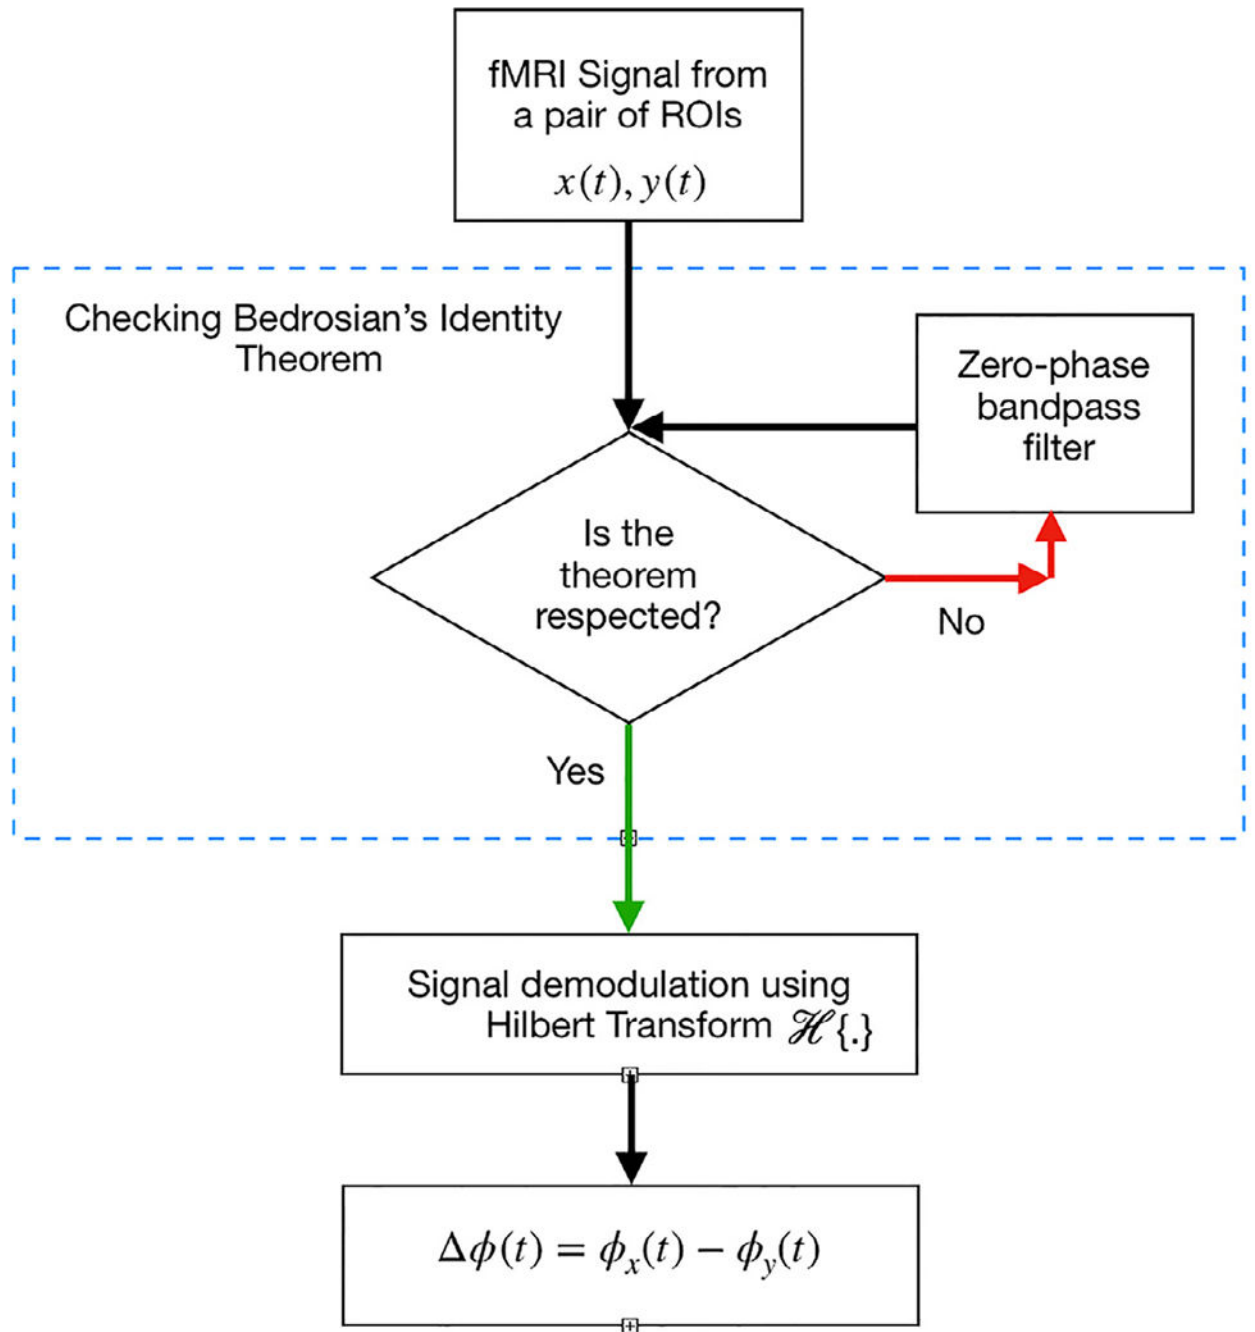 fMRI Signal from
a pair of ROIs
x(t), y(t)
Checking Bedrosian's Identity
Theorem
Zero-phase
bandpass
filter
Is the
theorem
respected?
No
Yes
Signal demodulation using
Hilbert Transform ℋ{.}
Δϕ(t) = ϕₓ(t) − ϕᵧ(t)